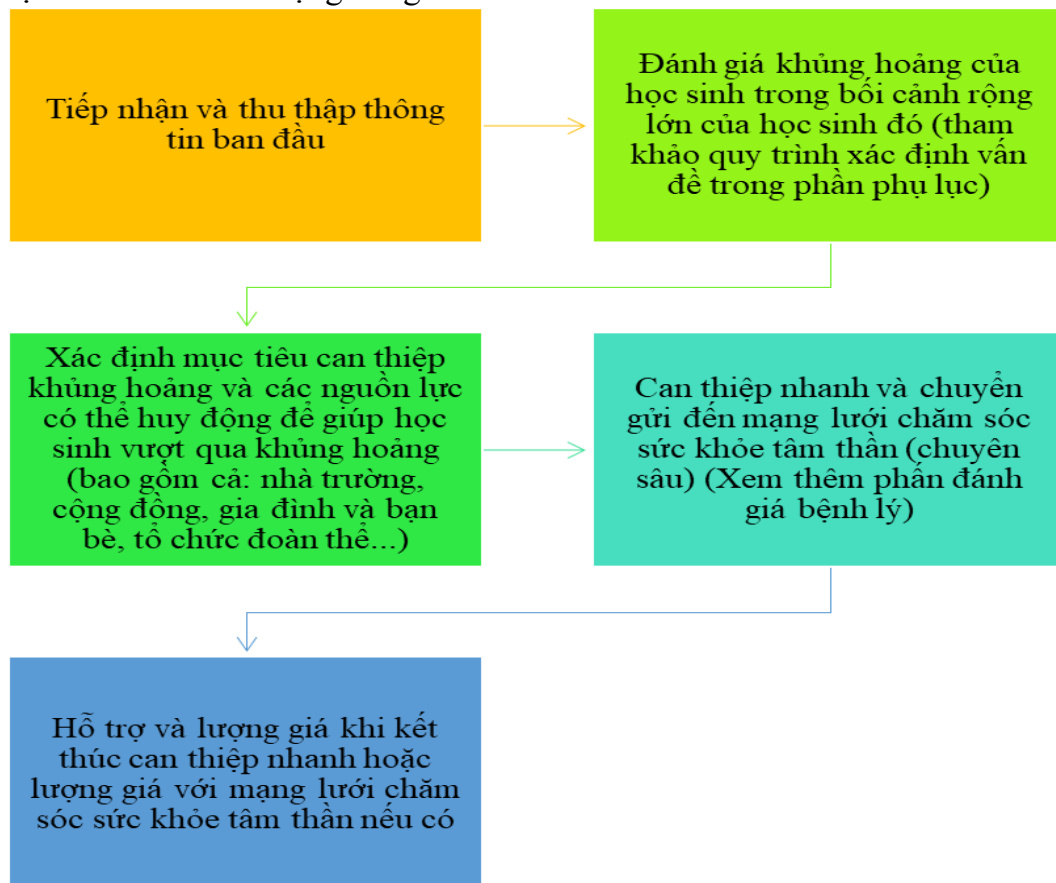 Tiếp nhận và thu thập thông
tin ban đầu
Đánh giá khủng hoảng của
học sinh trong bối cảnh rộng
lớn của học sinh đó (tham
khảo quy trình xác định vấn
đề trong phần phụ lục)
Xác định mục tiêu can thiệp
khủng hoảng và các nguồn lực
có thể huy động để giúp học
sinh vượt qua khủng hoảng
(bao gồm cả: nhà trường,
cộng đồng, gia đình và bạn
bè, tổ chức đoàn thể...)
Can thiệp nhanh và chuyển
gửi đến mạng lưới chăm sóc
sức khỏe tâm thần (chuyên
sâu) (Xem thêm phần đánh
giá bệnh lý)
Hỗ trợ và lượng giá khi kết
thúc can thiệp nhanh hoặc
lượng giá với mạng lưới chăm
sóc sức khỏe tâm thần nếu có